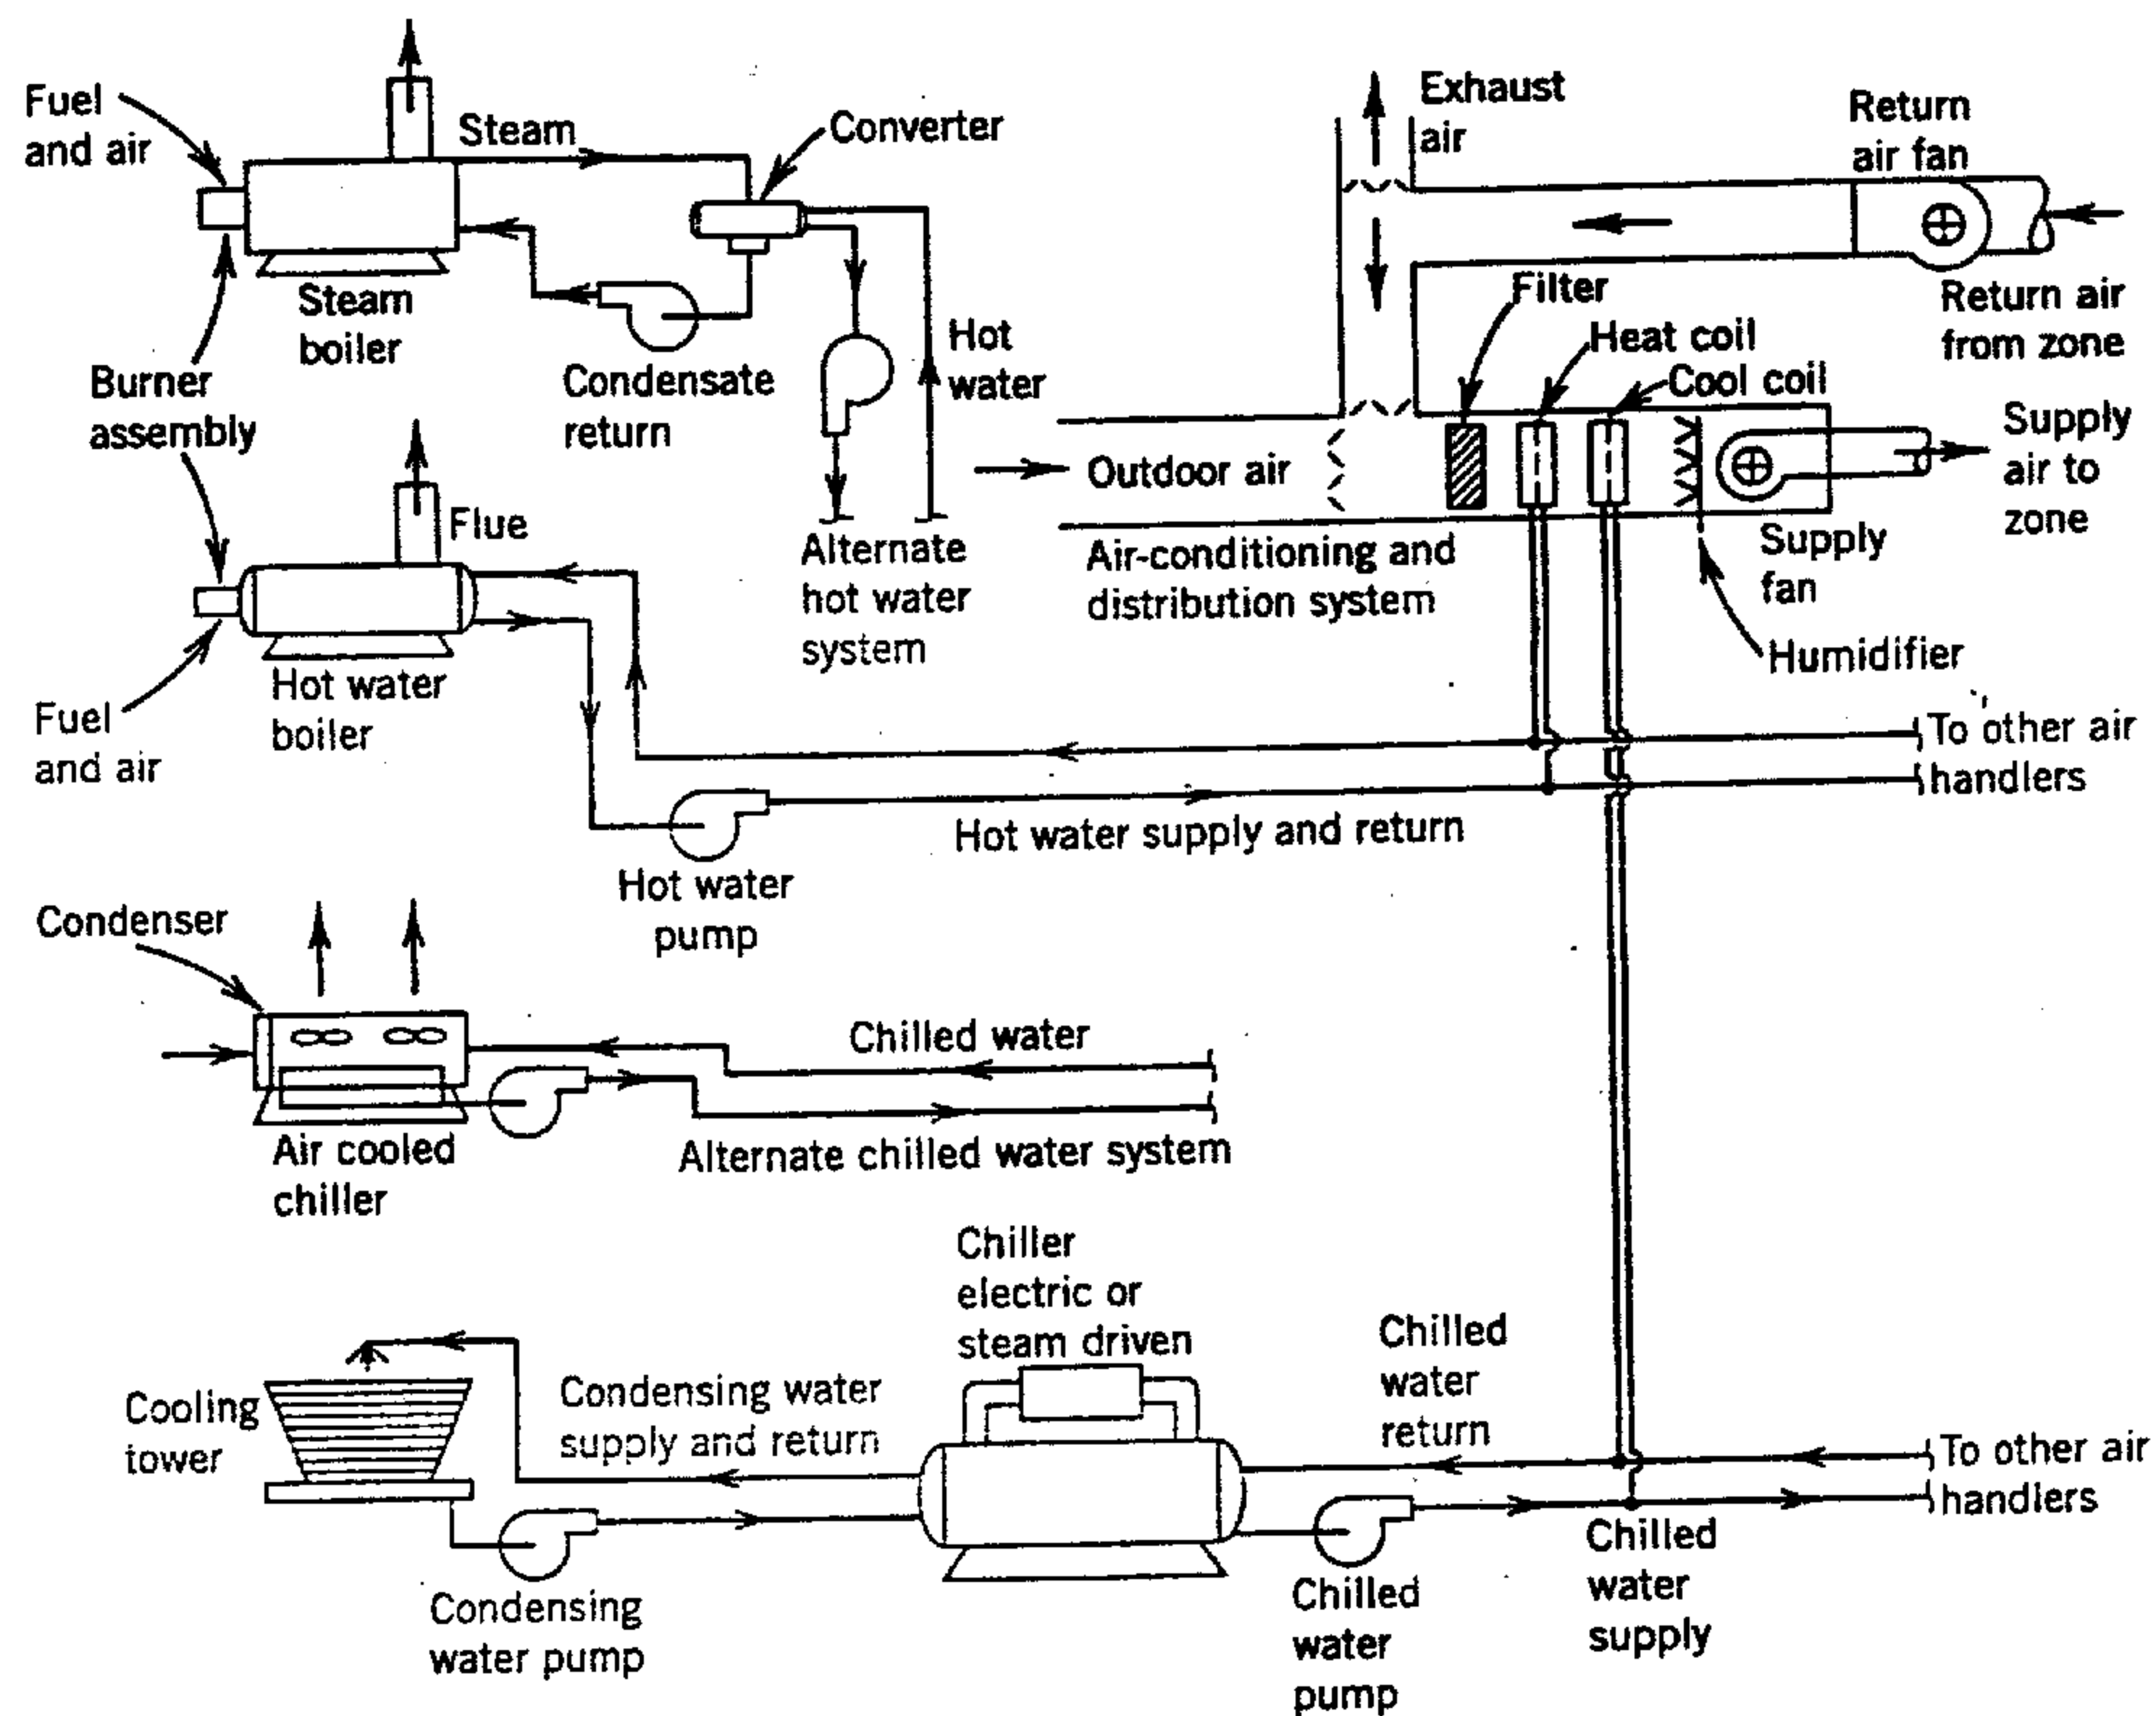 Fuel
and air
Steam
Converter
Exhaust
air
Return
air fan
Steam
boiler
Burner
assembly
Condensate
return
Hot
water
Filter
Heat coil
Cool coil
Return air
from zone
Supply
air to
zone
Outdoor air
Flue
Alternate
hot water
system
Air-conditioning and
distribution system
Supply
fan
Humidifier
Hot water
boiler
Fuel
and air
To other air
handlers
Hot water supply and return
Hot water
pump
Condenser
Chilled water
Air cooled
chiller
Alternate chilled water system
Chiller
electric or
steam driven
Chilled
water
return
Cooling
tower
Condensing water
supply and return
To other air
handlers
Condensing
water pump
Chilled
water
pump
Chilled
water
supply